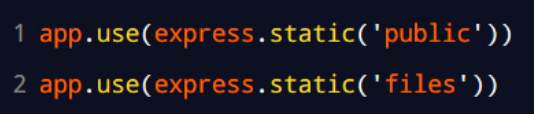 1 app.use(express.static('public'))
2 app.use(express.static('files'))